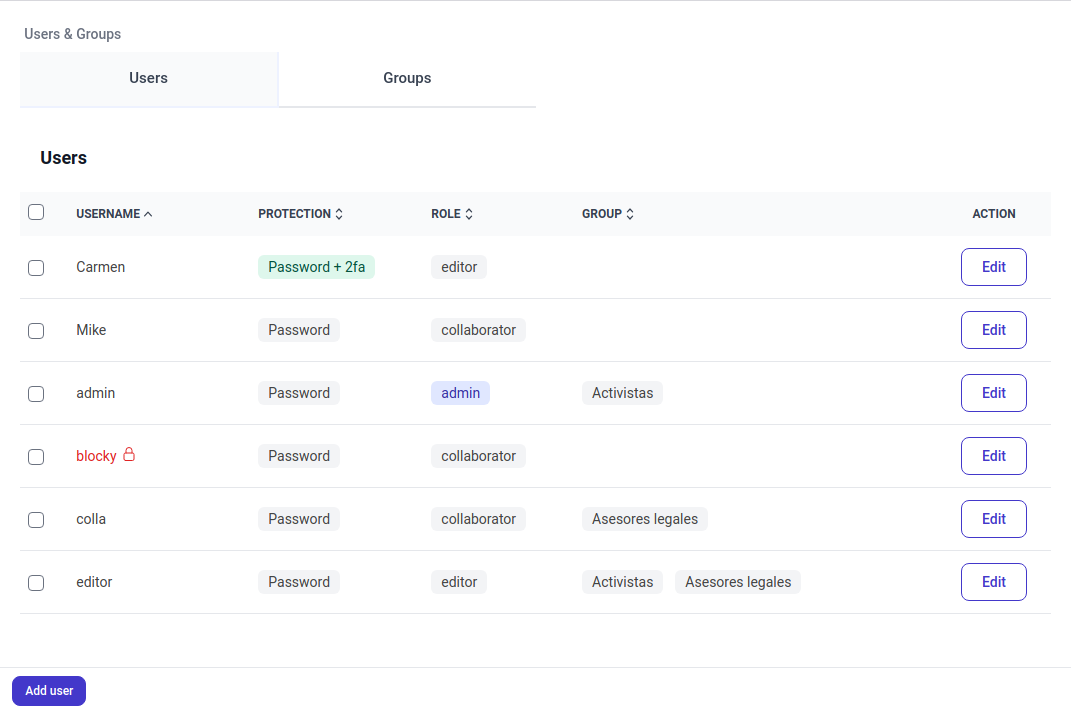 Users & Groups
Users Groups
Users
USERNAME PROTECTION ROLE GROUP ACTION
Carmen Password + 2fa editor Edit
Mike Password collaborator Edit
admin Password admin Activistas Edit
blocky Password collaborator Edit
colla Password collaborator Asesores legales Edit
editor Password editor Activistas Asesores legales Edit
Add user